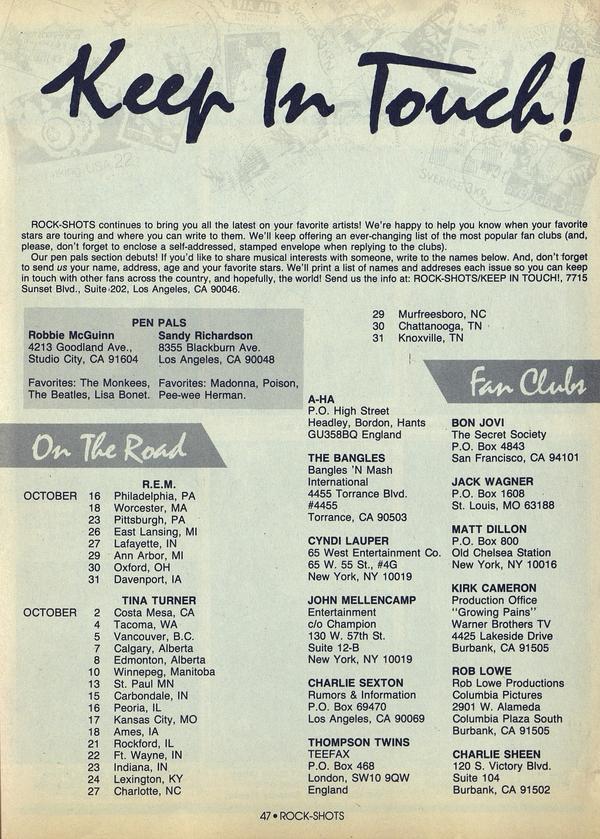 Keep In Touch!
VIA AIR
SVERIGE 3 KR
USA 22
ROCK-SHOTS continues to bring you all the latest on your favorite artists! We're happy to help you know when your favorite
stars are touring and where you can write to them. We'll keep offering an ever-changing list of the most popular fan clubs (and,
please, don't forget to enclose a self-addressed, stamped envelope when replying to the clubs).
Our pen pals section debuts! If you'd like to share musical interests with someone, write to the names below. And, don't forget
to send us your name, address, age and your favorite stars. We'll print a list of names and addreses each issue so you can keep
in touch with other fans across the country, and hopefully, the world! Send us the info at: ROCK-SHOTS/KEEP IN TOUCH!, 7715
Sunset Blvd., Suite 202, Los Angeles, CA 90046.
PEN PALS
Robbie McGuinn
4213 Goodland Ave.,
Studio City, CA 91604
Favorites: The Monkees,
The Beatles, Lisa Bonet.
Sandy Richardson
8355 Blackburn Ave.
Los Angeles, CA 90048
Favorites: Madonna, Poison,
Pee-wee Herman.
On The Road
R.E.M.
OCTOBER 16 Philadelphia, PA
18 Worcester, MA
23 Pittsburgh, PA
26 East Lansing, MI
27 Lafayette, IN
29 Ann Arbor, MI
30 Oxford, OH
31 Davenport, IA
TINA TURNER
OCTOBER 2 Costa Mesa, CA
4 Tacoma, WA
5 Vancouver, B.C.
7 Calgary, Alberta
8 Edmonton, Alberta
10 Winnepeg, Manitoba
13 St. Paul MN
15 Carbondale, IN
16 Peoria, IL
17 Kansas City, MO
18 Ames, IA
21 Rockford, IL
22 Ft. Wayne, IN
23 Indiana, IN
24 Lexington, KY
27 Charlotte, NC
29 Murfreesboro, NC
30 Chattanooga, TN
31 Knoxville, TN
Fan Clubs
A-HA
P.O. High Street
Headley, Bordon, Hants
GU358BQ England
THE BANGLES
Bangles 'N Mash
International
4455 Torrance Blvd.
#4455
Torrance, CA 90503
CYNDI LAUPER
65 West Entertainment Co.
65 W. 55 St., #4G
New York, NY 10019
JOHN MELLENCAMP
Entertainment
c/o Champion
130 W. 57th St.
Suite 12-B
New York, NY 10019
CHARLIE SEXTON
Rumors & Information
P.O. Box 69470
Los Angeles, CA 90069
THOMPSON TWINS
TEEFAX
P.O. Box 468
London, SW10 9QW
England
BON JOVI
The Secret Society
P.O. Box 4843
San Francisco, CA 94101
JACK WAGNER
P.O. Box 1608
St. Louis, MO 63188
MATT DILLON
P.O. Box 800
Old Chelsea Station
New York, NY 10016
KIRK CAMERON
Production Office
"Growing Pains"
Warner Brothers TV
4425 Lakeside Drive
Burbank, CA 91505
ROB LOWE
Rob Lowe Productions
Columbia Pictures
2901 W. Alameda
Columbia Plaza South
Burbank, CA 91505
CHARLIE SHEEN
120 S. Victory Blvd.
Suite 104
Burbank, CA 91502
47 • ROCK-SHOTS